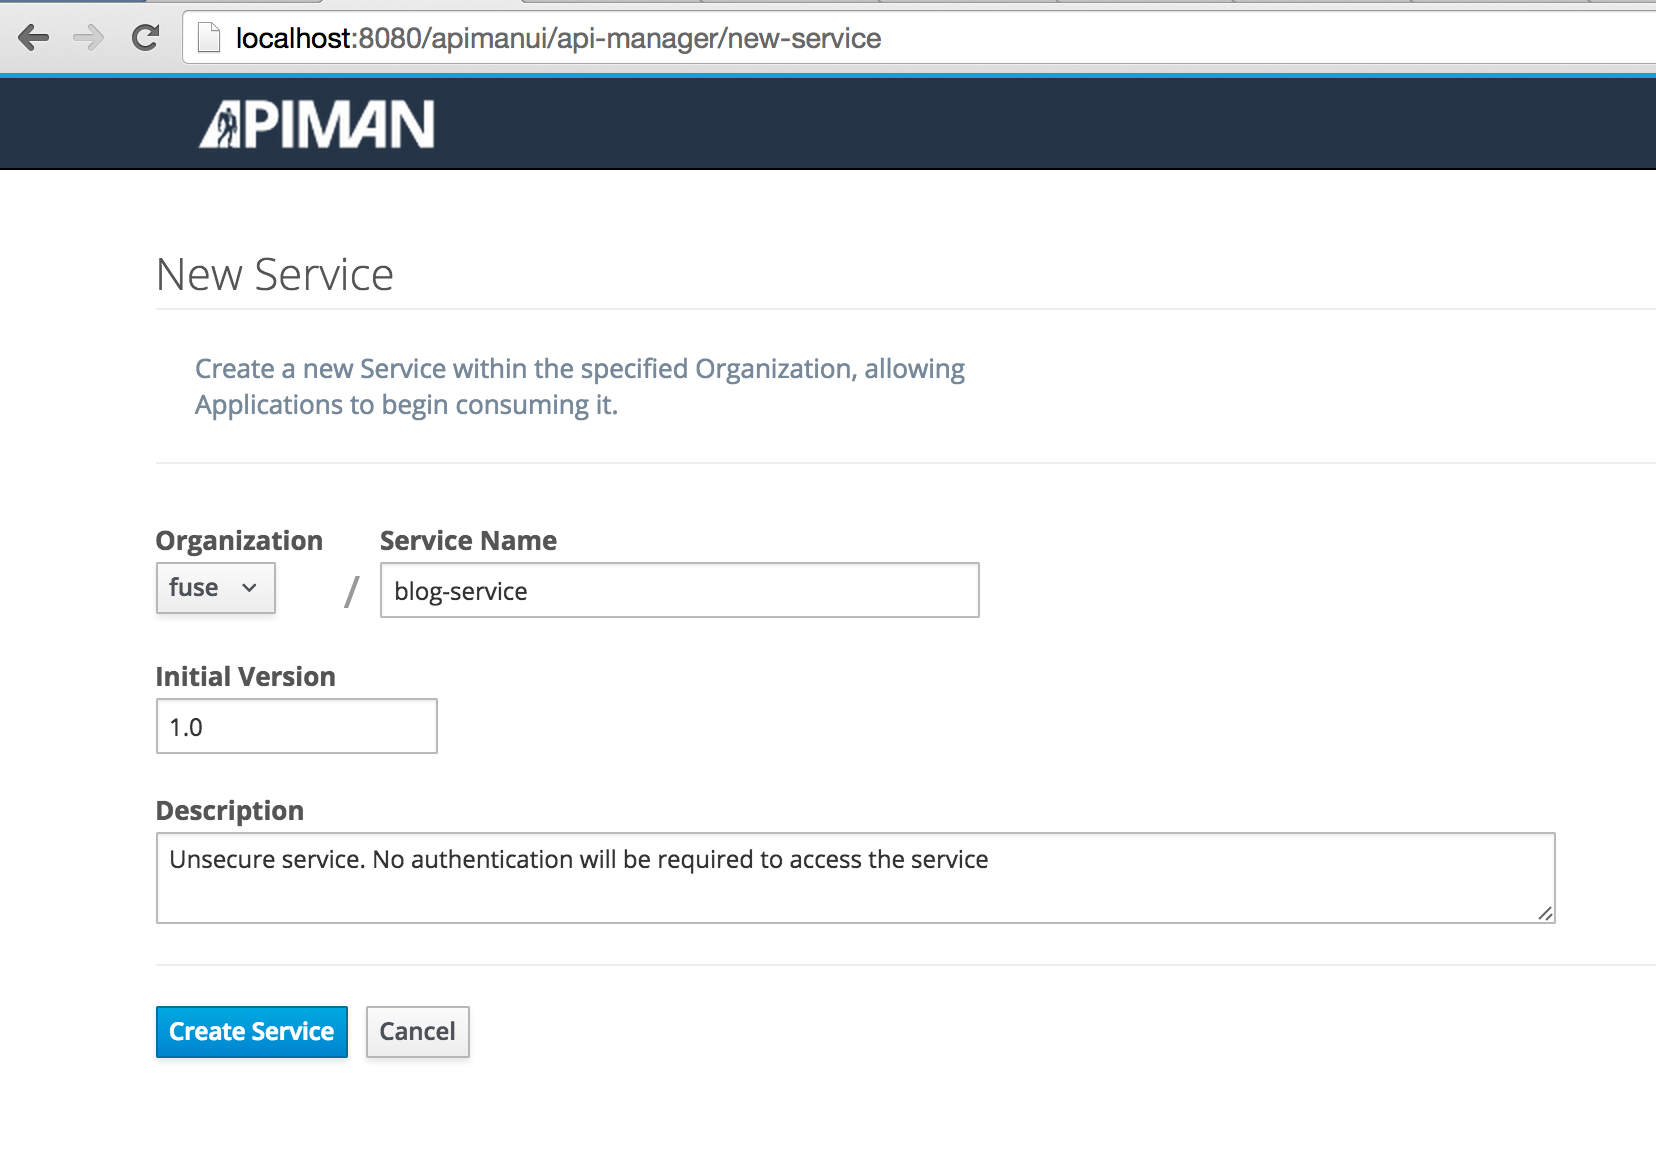 localhost:8080/apimanui/api-manager/new-service
APIMAN
New Service
Create a new Service within the specified Organization, allowing
Applications to begin consuming it.
Organization Service Name
fuse / blog-service
Initial Version
1.0
Description
Unsecure service. No authentication will be required to access the service
Create Service Cancel